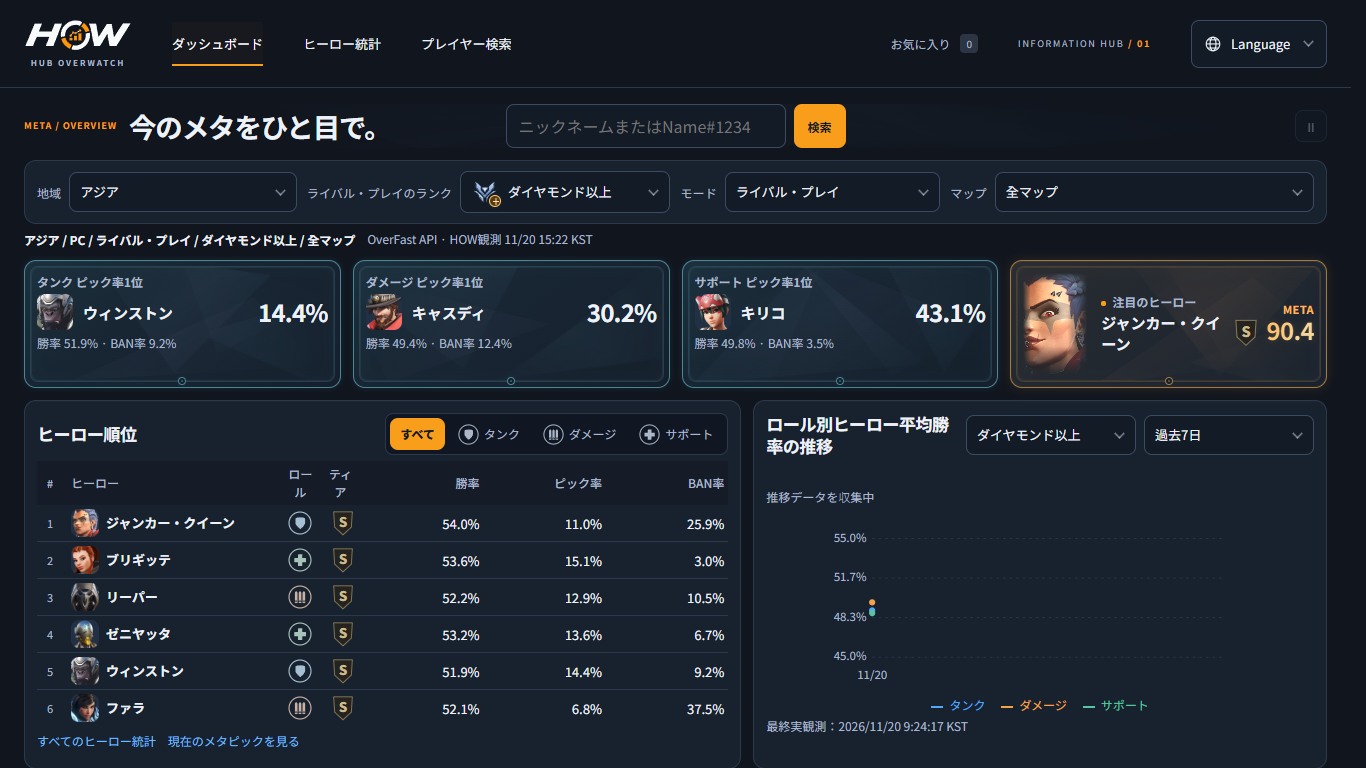 HOW
HUB OVERWATCH
ダッシュボード
ヒーロー統計
プレイヤー検索
お気に入り 0
INFORMATION HUB / 01
Language
META / OVERVIEW
今のメタをひと目で。
ニックネームまたはName#1234
検索
地域
アジア
ライバル・プレイのランク
ダイヤモンド以上
モード
ライバル・プレイ
マップ
全マップ
アジア / PC / ライバル・プレイ / ダイヤモンド以上 / 全マップ
OverFast API · HOW観測 11/20 15:22 KST
タンク ピック率1位
ウィンストン
14.4%
勝率 51.9% · BAN率 9.2%
ダメージ ピック率1位
キャスディ
30.2%
勝率 49.4% · BAN率 12.4%
サポート ピック率1位
キリコ
43.1%
勝率 49.8% · BAN率 3.5%
注目のヒーロー
ジャンカー・クイ
ーン
S
META
90.4
ヒーロー順位
すべて
タンク
ダメージ
サポート
# ヒーロー ロー
ル ティ
ア 勝率 ピック率 BAN率
1 ジャンカー・クイーン S 54.0% 11.0% 25.9%
2 ブリギッテ S 53.6% 15.1% 3.0%
3 リーパー S 52.2% 12.9% 10.5%
4 ゼニヤッタ S 53.2% 13.6% 6.7%
5 ウィンストン S 51.9% 14.4% 9.2%
6 ファラ S 52.1% 6.8% 37.5%
すべてのヒーロー統計 現在のメタピックを見る
ロール別ヒーロー平均勝
率の推移
ダイヤモンド以上
過去7日
推移データを収集中
55.0%
51.7%
48.3%
45.0%
11/20
タンク ダメージ サポート
最終実観測：2026/11/20 9:24:17 KST